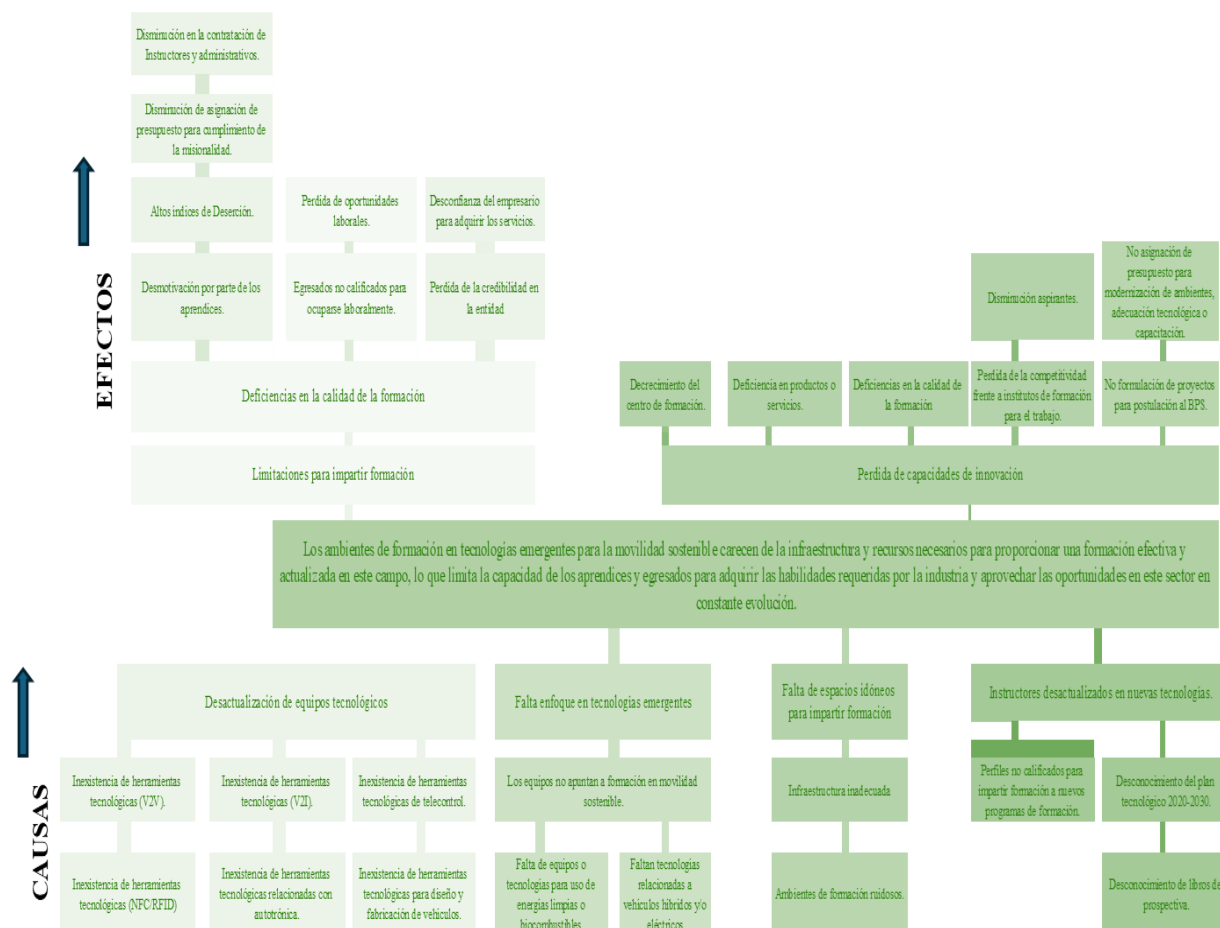 Disminución en la contratación de
Instructores y administrativos.
Disminución de asignación de
presupuesto para cumplimiento de
la misionalidad.
Altos índices de Deserción.
Perdida de oportunidades
laborales.
Desconfianza del empresario
para adquirir los servicios.
Desmotivación por parte de los
aprendices.
Egresados no calificados para
ocuparse laboralmente.
Perdida de la credibilidad en
la entidad
Disminución aspirantes.
No asignación de
presupuesto para
modernización de ambientes,
adecuación tecnológica o
capacitación.
EFECTOS
Deficiencias en la calidad de la formación
Decrecimiento del
centro de formación.
Deficiencia en productos o
servicios.
Deficiencias en la calidad de
la formación
Perdida de la competitividad
frente a institutos de formación
para el trabajo.
No formulación de proyectos
para postulación al BPS.
Limitaciones para impartir formación
Perdida de capacidades de innovación
Los ambientes de formación en tecnologías emergentes para la movilidad sostenible carecen de la infraestructura y recursos necesarios para proporcionar una formación efectiva y
actualizada en este campo, lo que limita la capacidad de los aprendices y egresados para adquirir las habilidades requeridas por la industria y aprovechar las oportunidades en este sector en
constante evolución.
CAUSAS
Desactualización de equipos tecnológicos
Falta enfoque en tecnologías emergentes
Falta de espacios idóneos
para impartir formación
Instructores desactualizados en nuevas tecnologías.
Inexistencia de herramientas
tecnológicas (V2V).
Inexistencia de herramientas
tecnológicas (V2I).
Inexistencia de herramientas
tecnológicas de telecontrol.
Los equipos no apuntan a formación en movilidad
sostenible.
Infraestructura inadecuada
Perfiles no calificados para
impartir formación a nuevos
programas de formación.
Desconocimiento del plan
tecnológico 2020-2030.
Inexistencia de herramientas
tecnológicas (NFC/RFID)
Inexistencia de herramientas
tecnológicas relacionadas con
autotrónica.
Inexistencia de herramientas
tecnológicas para diseño y
fabricación de vehículos.
Falta de equipos o
tecnologías para uso de
energías limpias o
biocombustibles
Faltan tecnologías
relacionadas a
vehículos híbridos y/o
eléctricos
Ambientes de formación ruidosos.
Desconocimiento de libros de
prospectiva.